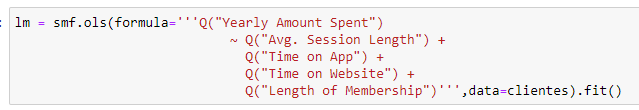 : lm = smf.ols(formula='''Q("Yearly Amount Spent")
~ Q("Avg. Session Length") +
Q("Time on App") +
Q("Time on Website") +
Q("Length of Membership")''',data=clientes).fit()